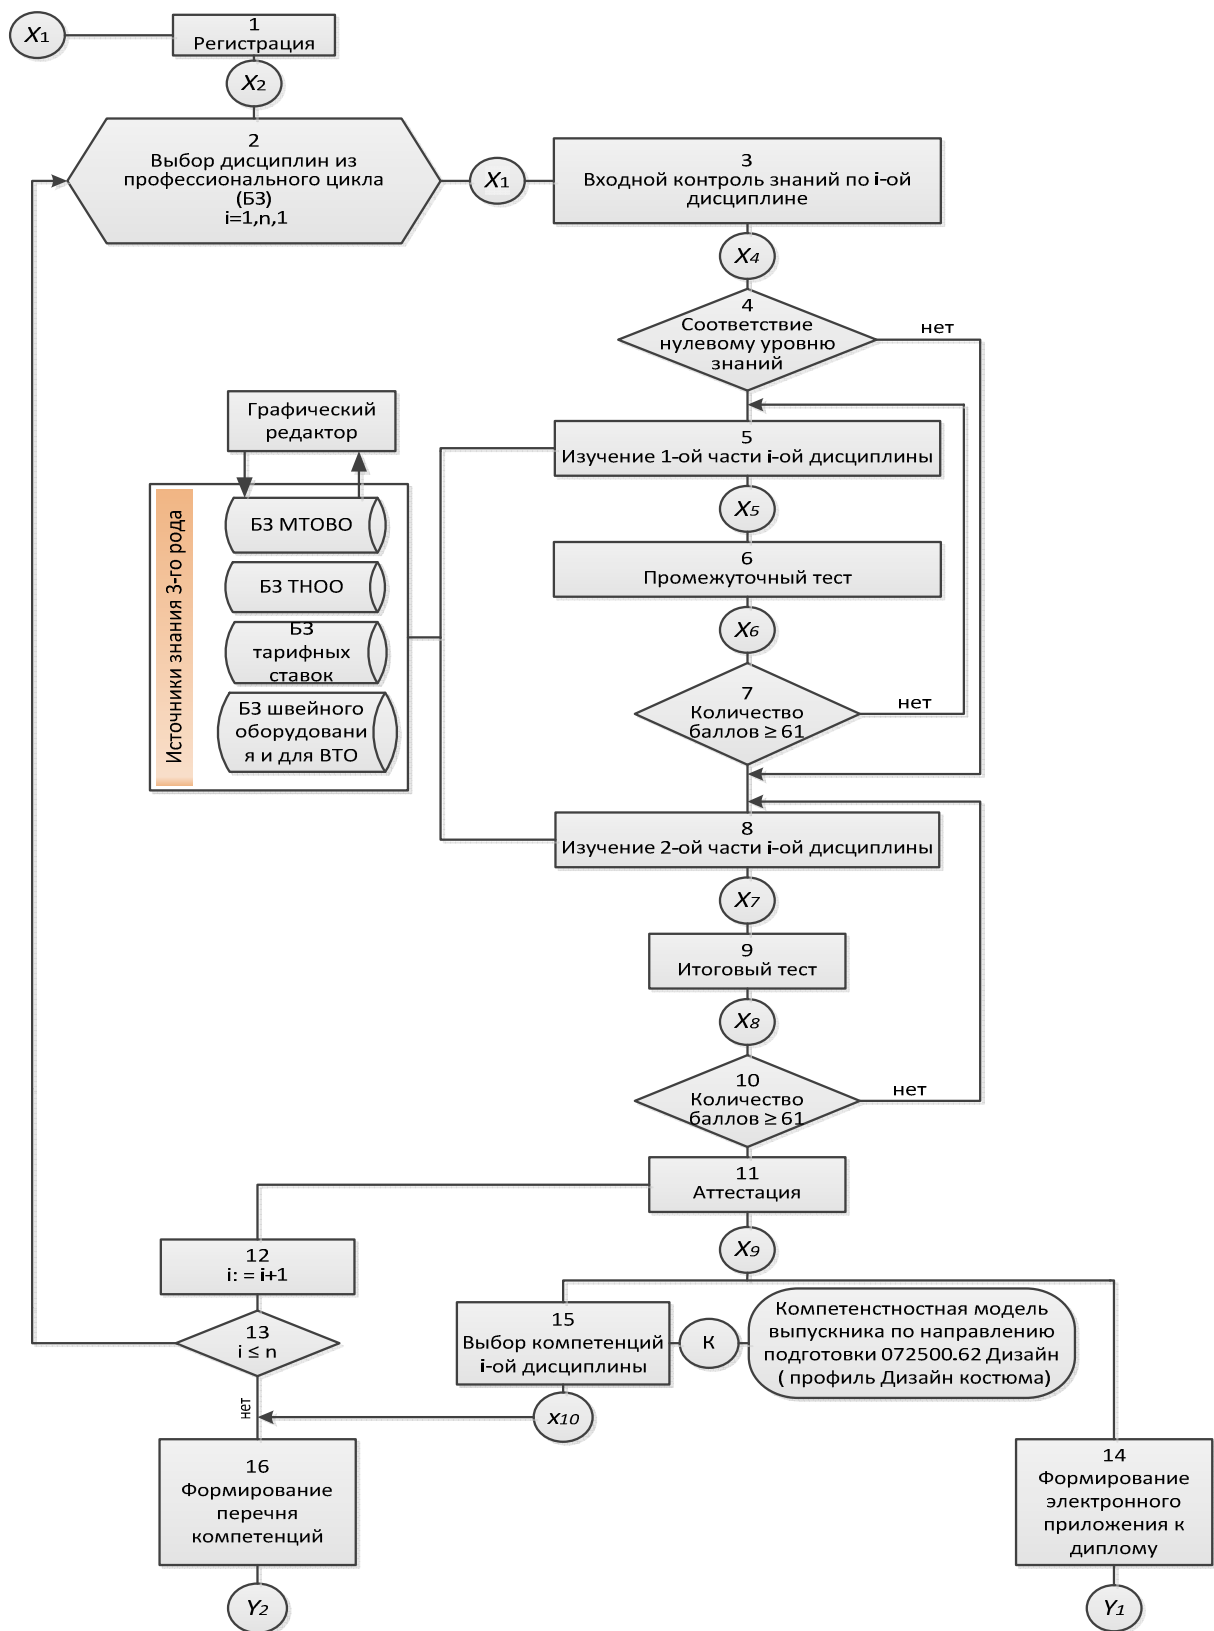 X1
1
Регистрация
X2
2
Выбор дисциплин из
профессионального цикла
(БЗ)
i=1,n,1
X1
3
Входной контроль знаний по i-ой
дисциплине
X4
4
Соответствие
нулевому уровню
знаний
нет
Графический
редактор
Источники знания 3-го рода
БЗ МТОВО
БЗ ТНОО
БЗ
тарифных
ставок
БЗ швейного
оборудовани
я и для ВТО
5
Изучение 1-ой части i-ой дисциплины
X5
6
Промежуточный тест
X6
7
Количество
баллов ≥ 61
нет
8
Изучение 2-ой части i-ой дисциплины
X7
9
Итоговый тест
X8
10
Количество
баллов ≥ 61
нет
11
Аттестация
X9
12
i: = i+1
13
i ≤ n
нет
15
Выбор компетенций
i-ой дисциплины
К
Компетенстностная модель
выпускника по направлению
подготовки 072500.62 Дизайн
( профиль Дизайн костюма)
x10
16
Формирование
перечня
компетенций
14
Формирование
электронного
приложения к
диплому
Y2
Y1